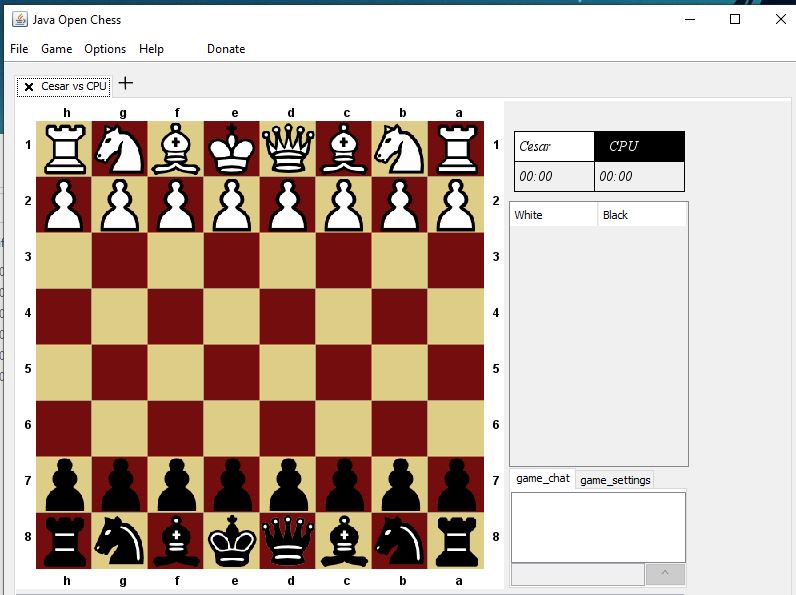 Java Open Chess
File Game Options Help Donate
Cesar vs CPU
h g f e d c b a
1 1
Cesar CPU
00:00 00:00
2 2
White Black
3 3
4 4
5 5
6 6
7 7
game_chat game_settings
8 8
h g f e d c b a